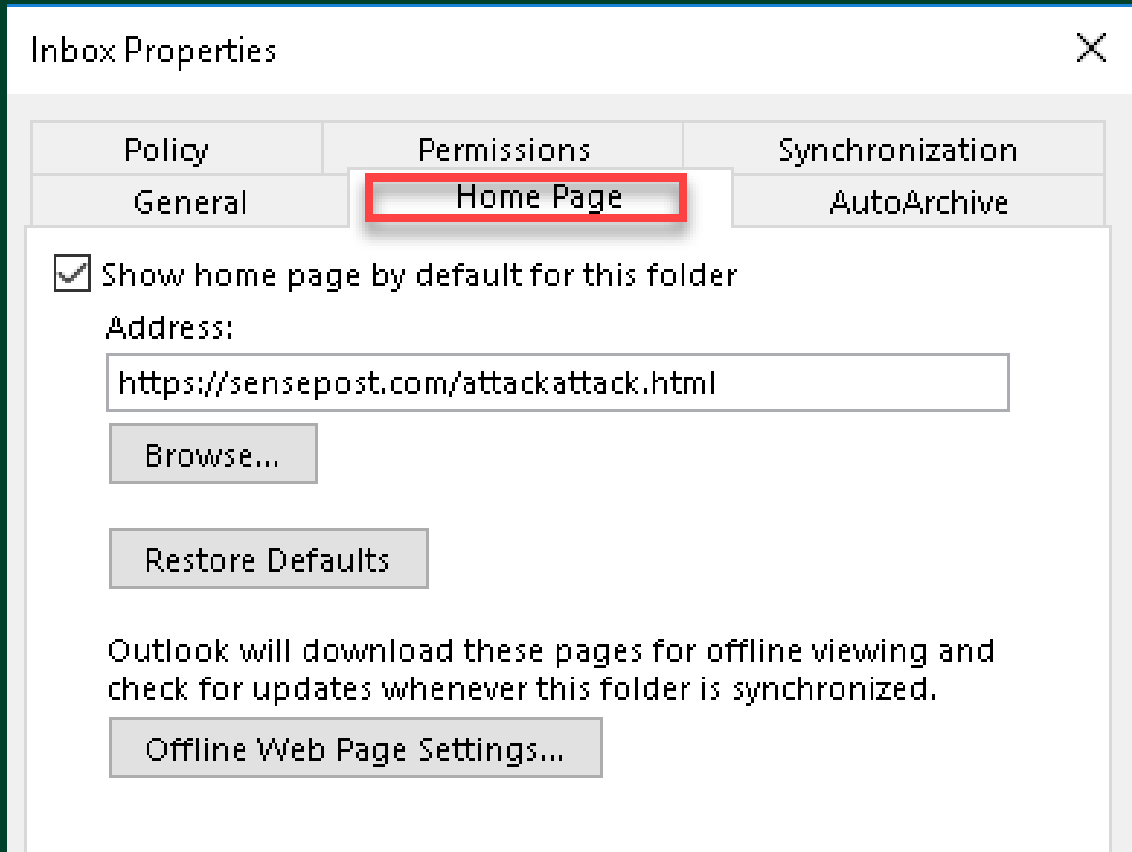 Inbox Properties
Policy Permissions Synchronization
General Home Page AutoArchive
Show home page by default for this folder
Address:
https://sensepost.com/attackattack.html
Browse...
Restore Defaults
Outlook will download these pages for offline viewing and
check for updates whenever this folder is synchronized.
Offline Web Page Settings...